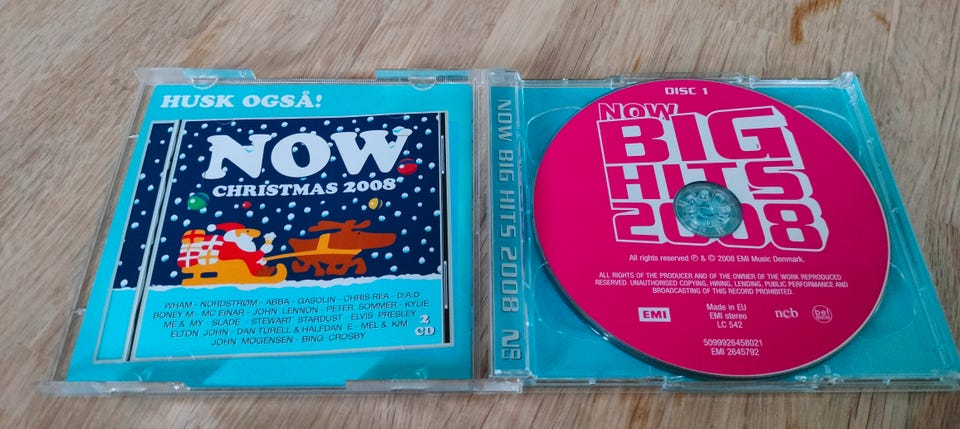 HUSK OGSÅ!
NOW
CHRISTMAS 2008
WHAM - NORDSTRØM - ABBA - GASOLIN - CHRIS REA - D:A:D
BONEY M - MC EINAR - JOHN LENNON - PETER SOMMER - KYLIE
ME & MY - SLADE - STEWART STARDUST - ELVIS PRESLEY
ELTON JOHN - DAN TURÈLL & HALFDAN E - MEL & KIM
JOHN MOGENSEN - BING CROSBY
2
CD
NOW BIG HITS 2008
DISC 1
NOW
BIG
HITS
2008
All rights reserved ℗ & © 2008 EMI Music Denmark.
ALL RIGHTS OF THE PRODUCER AND OF THE OWNER OF THE WORK REPRODUCED
RESERVED. UNAUTHORISED COPYING, HIRING, LENDING, PUBLIC PERFORMANCE AND
BROADCASTING OF THIS RECORD PROHIBITED.
EMI
Made in EU
EMI stereo
LC 542
ncb
bel
5099926458021
EMI 2645792